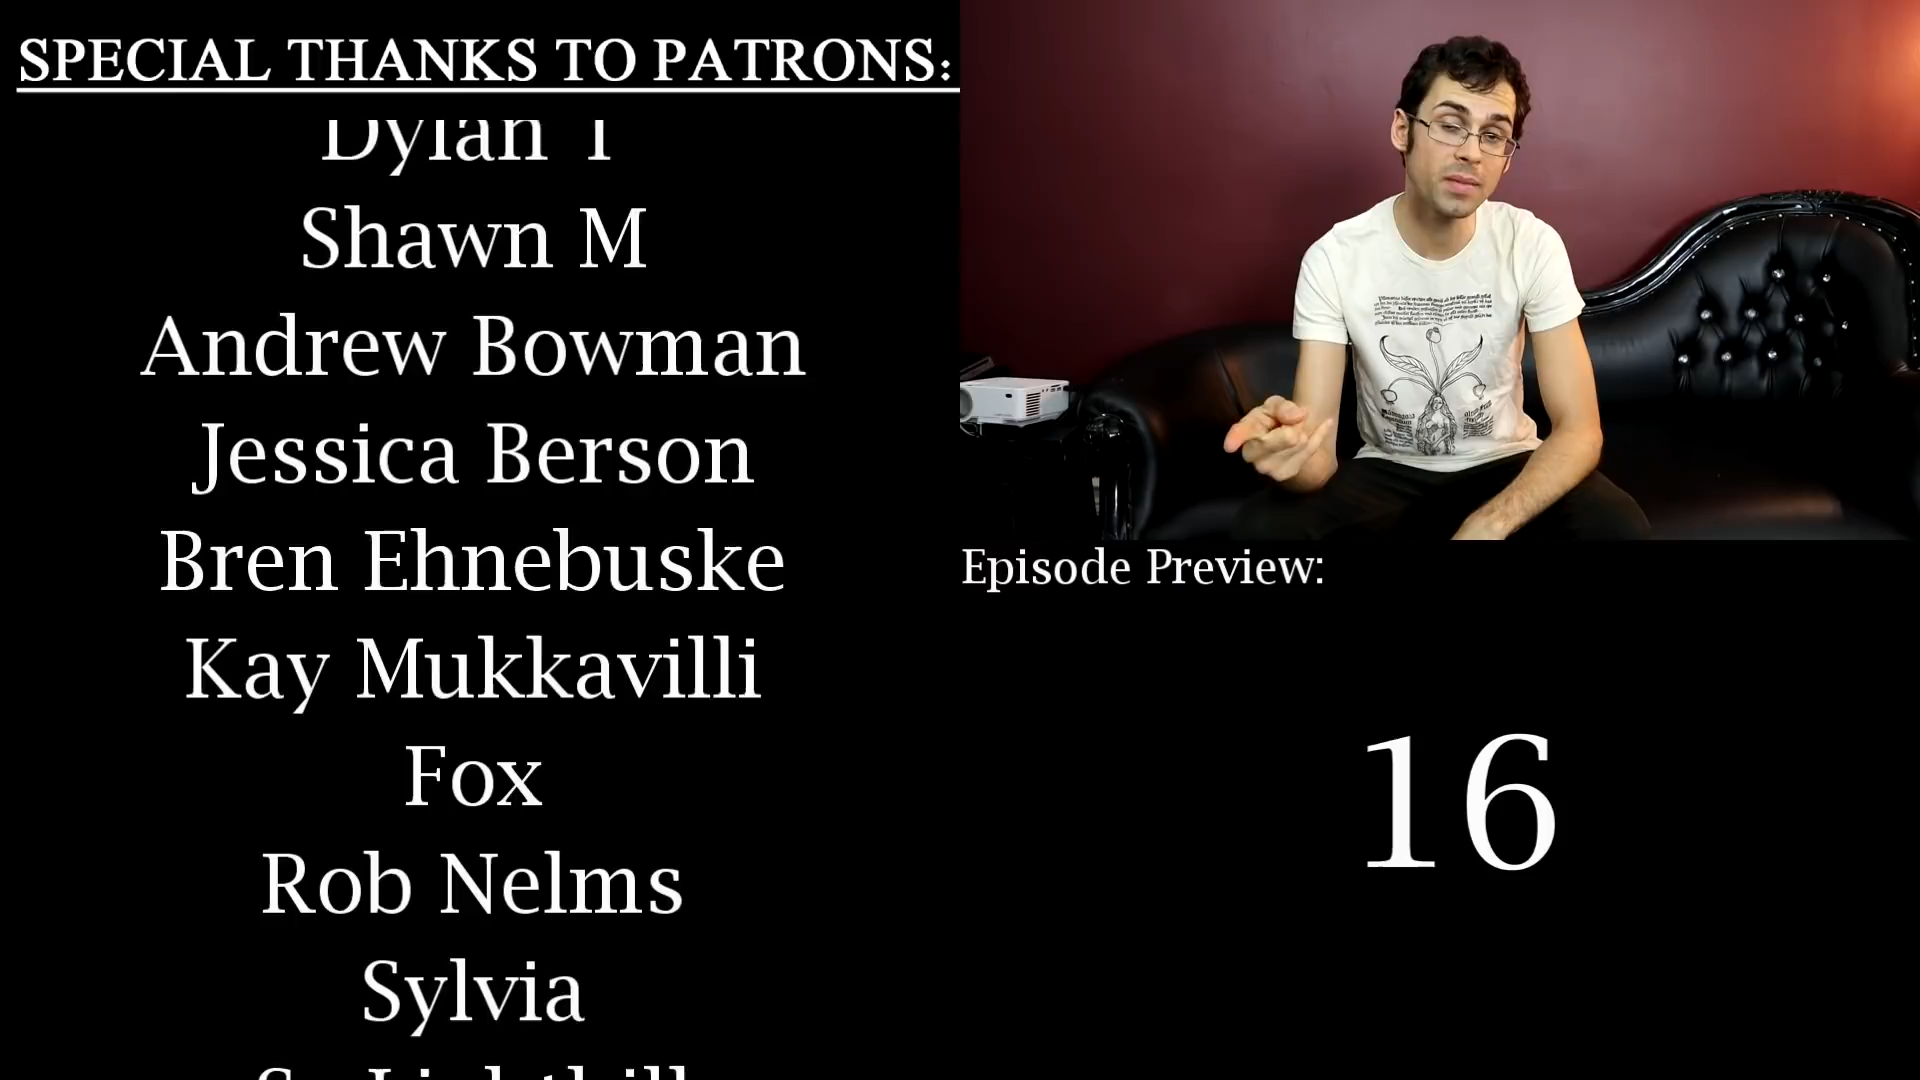 SPECIAL THANKS TO PATRONS:
Dylan T
Shawn M
Andrew Bowman
Jessica Berson
Bren Ehnebuske
Kay Mukkavilli
Fox
Rob Nelms
Sylvia
Episode Preview:
16